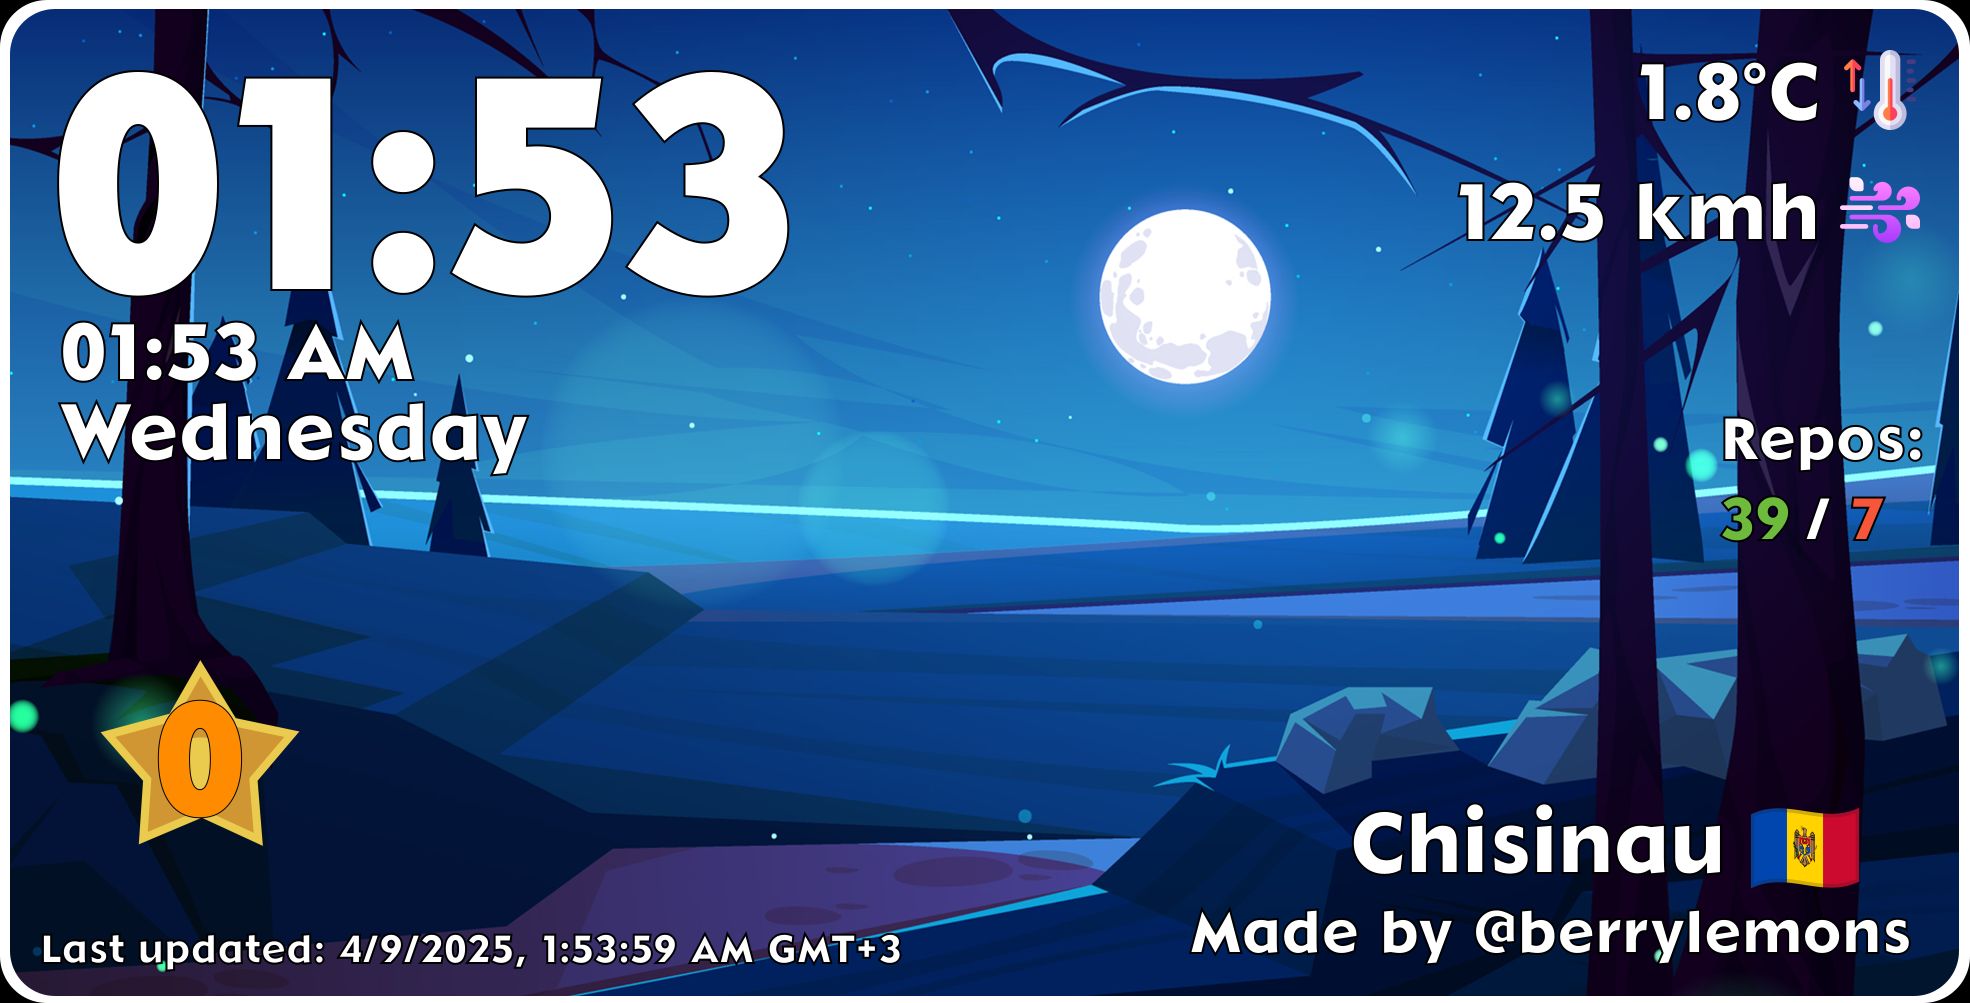 01:53
01:53 AM
Wednesday
1.8°C
12.5 kmh
Repos:
39 / 7
0
Chisinau
Made by @berrylemons
Last updated: 4/9/2025, 1:53:59 AM GMT+3